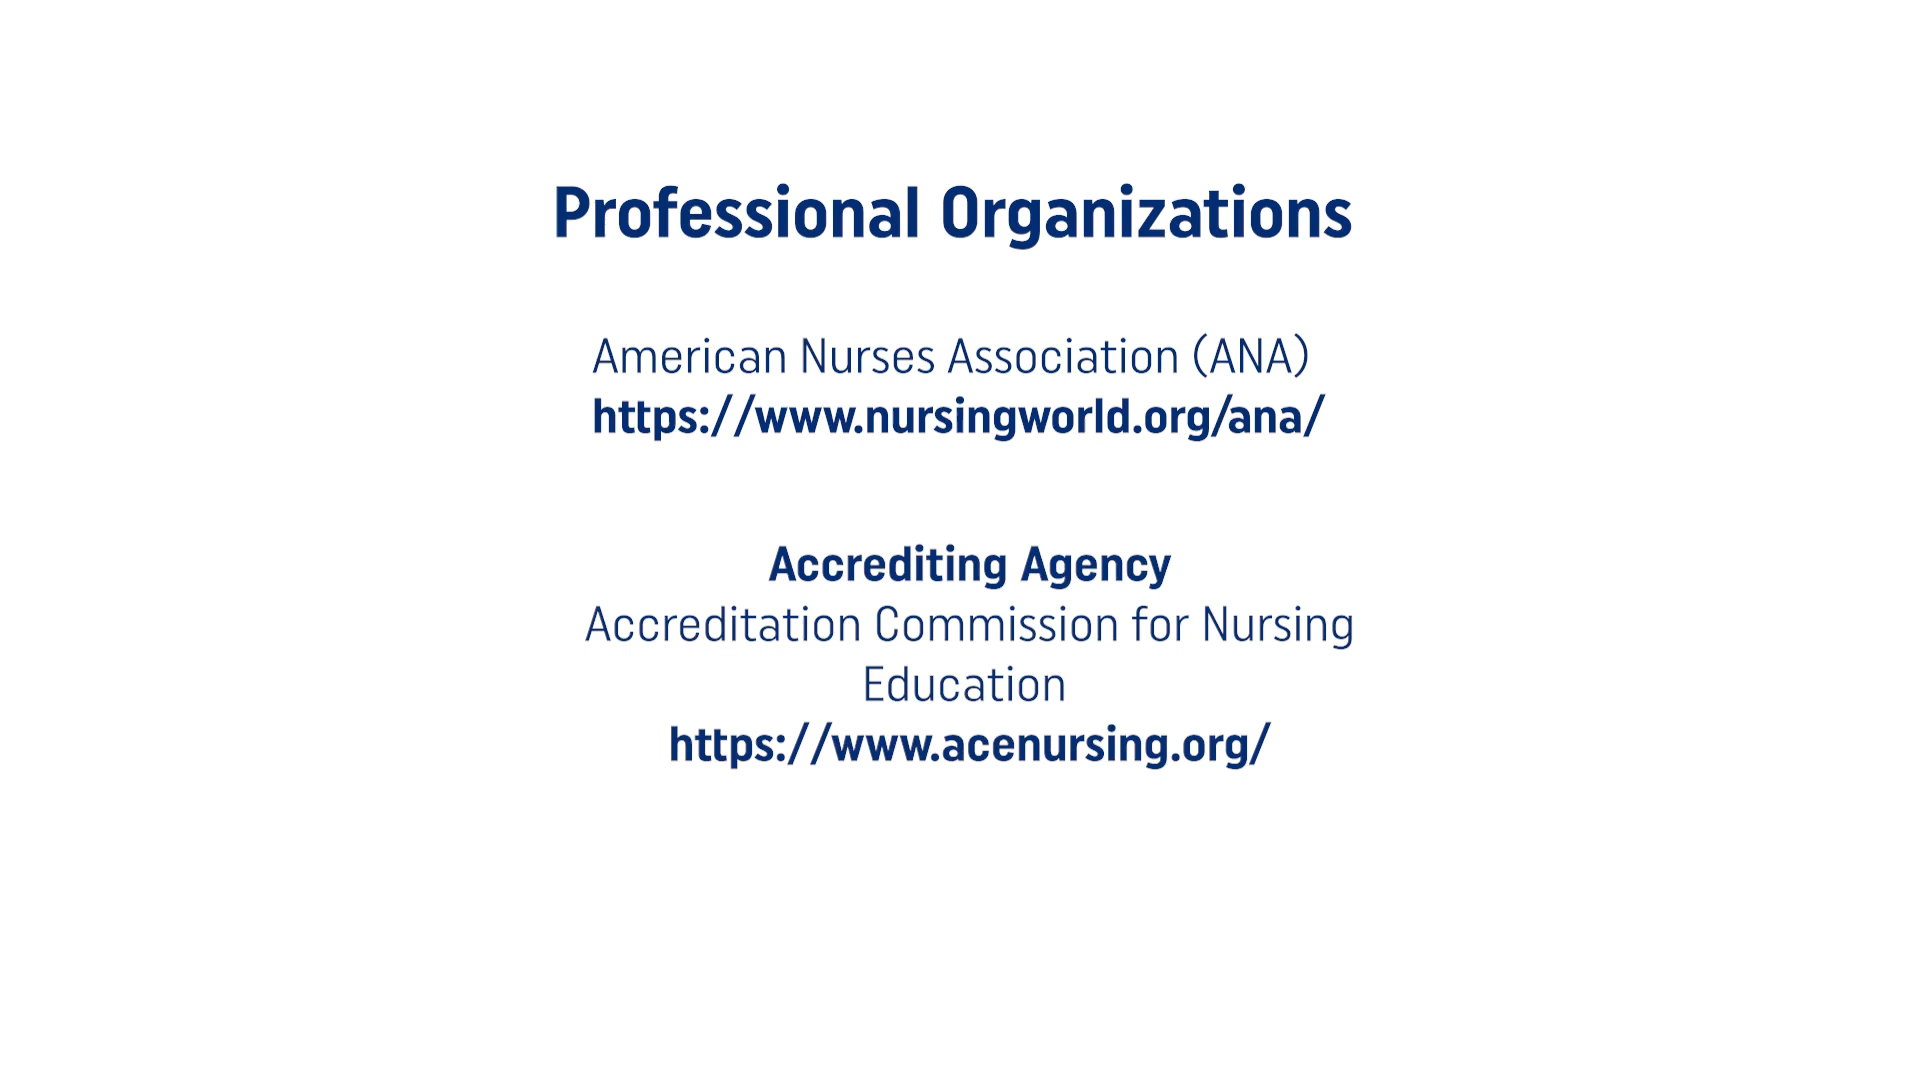 Professional Organizations
American Nurses Association (ANA)
https://www.nursingworld.org/ana/
Accrediting Agency
Accreditation Commission for Nursing
Education
https://www.acenursing.org/